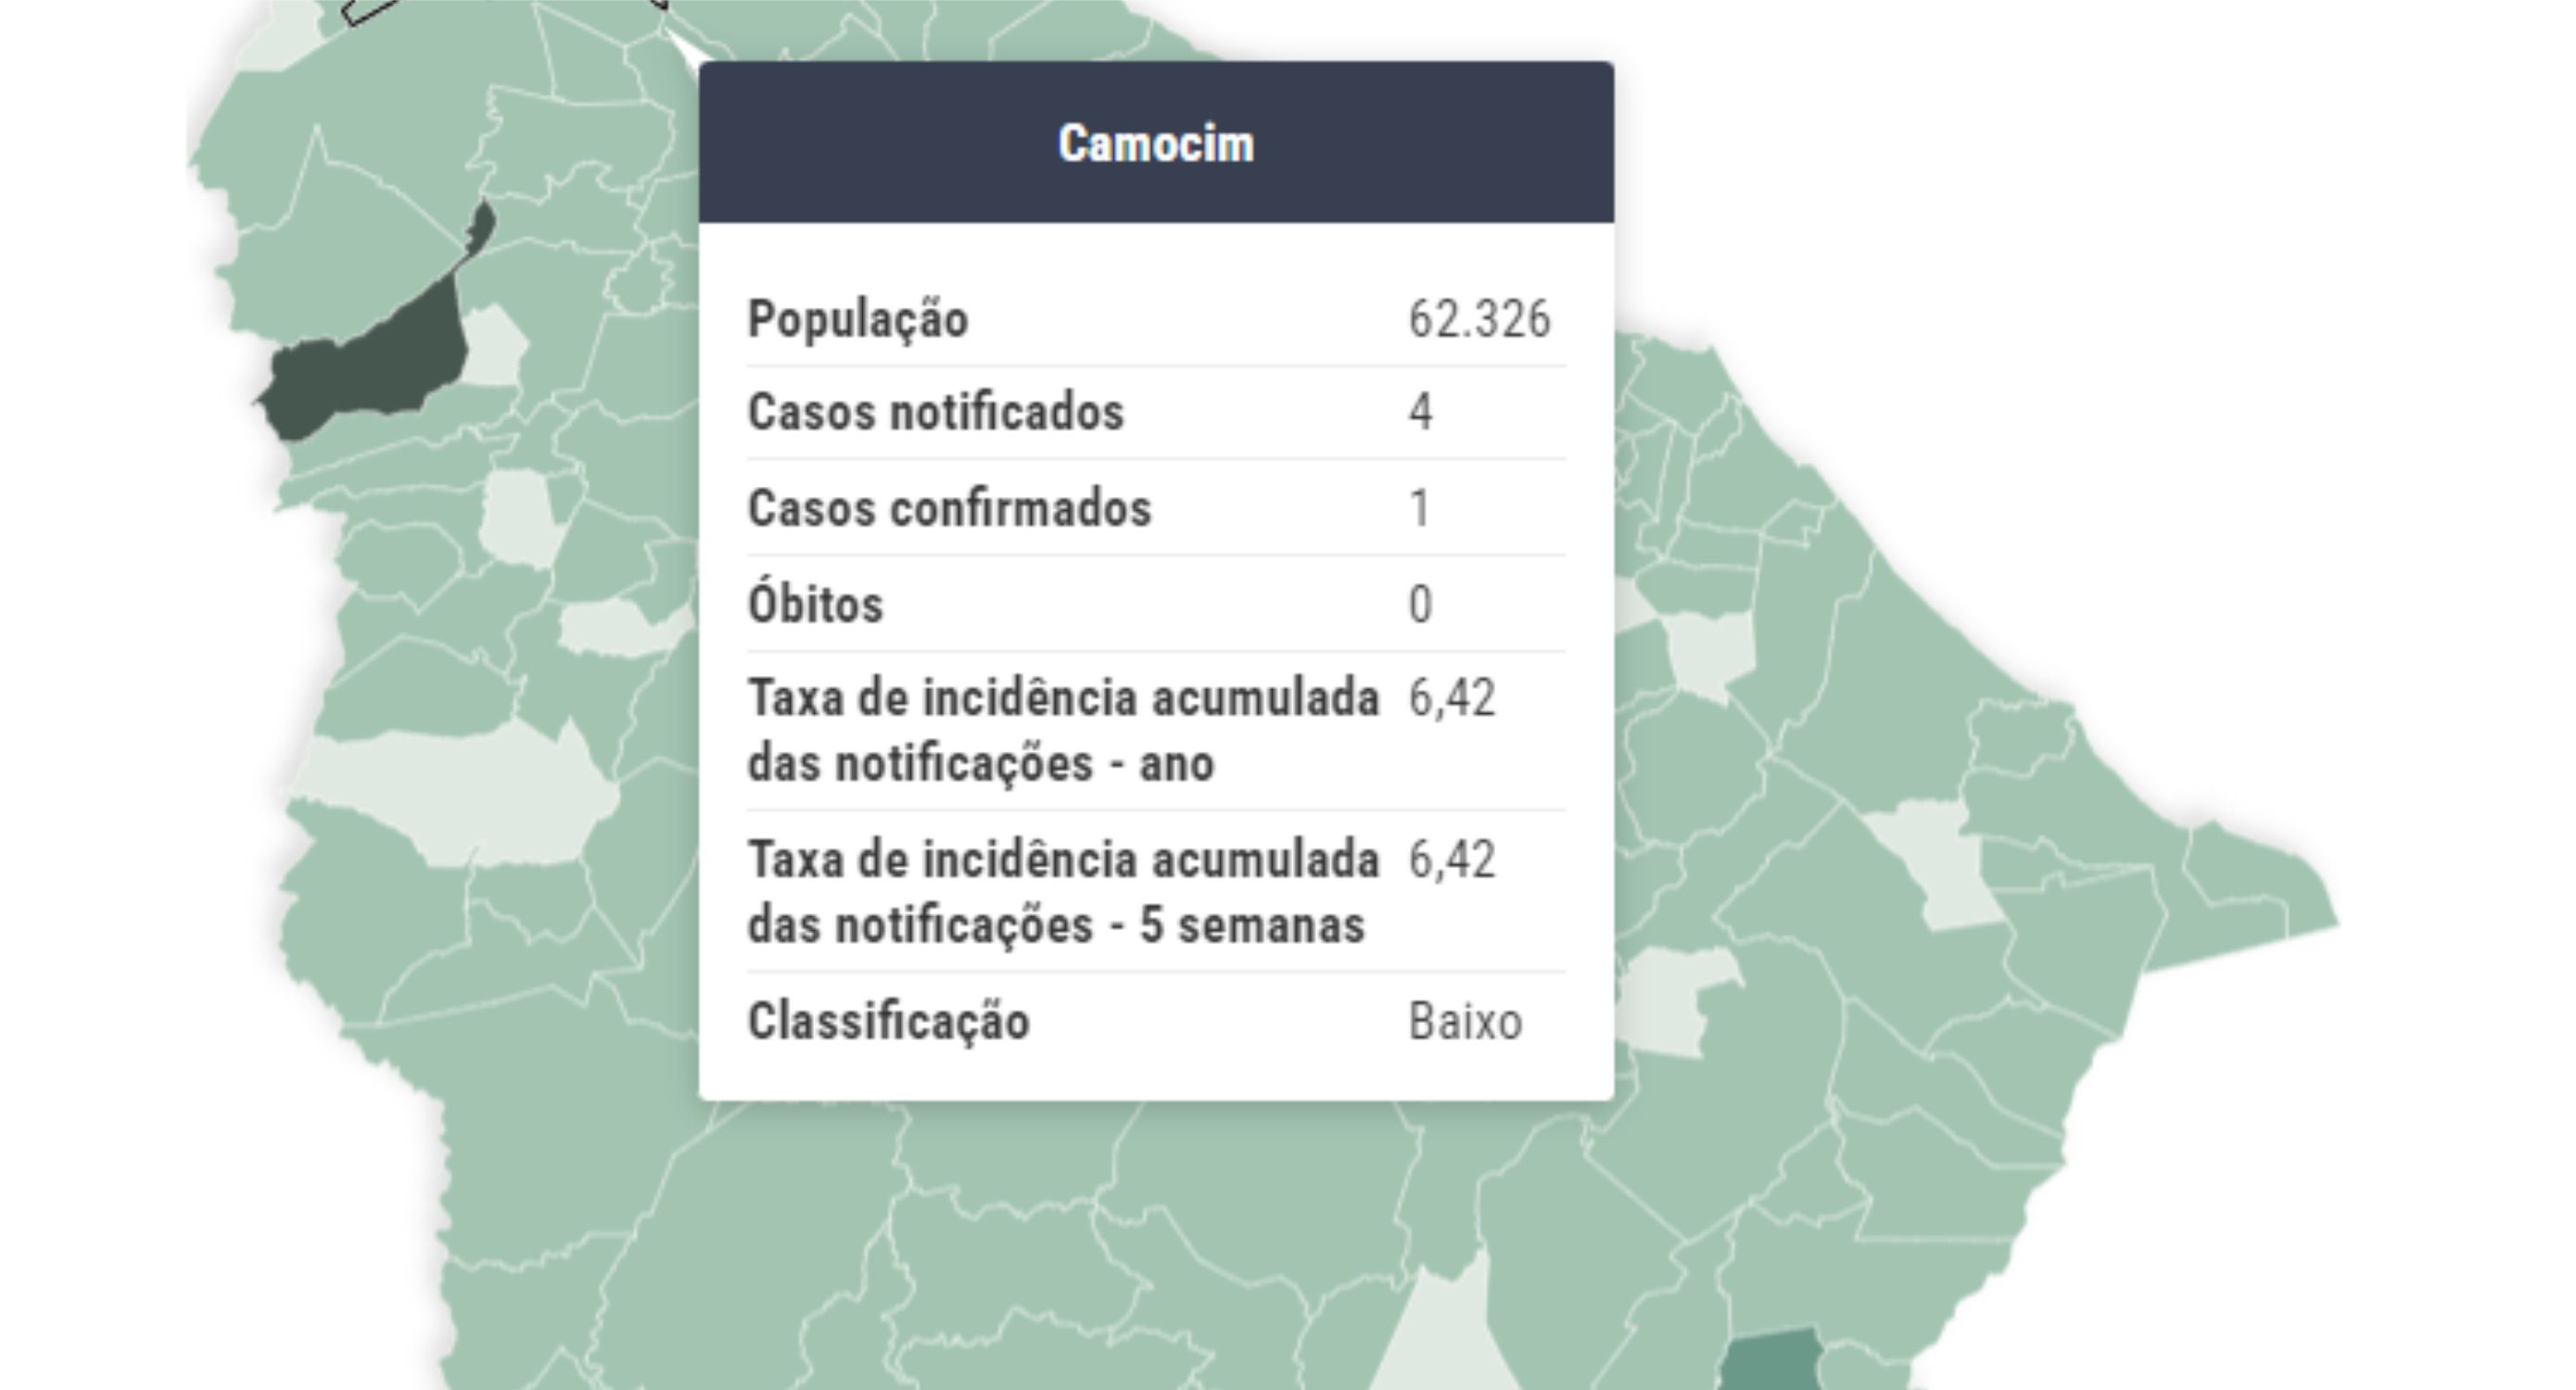 Camocim
População 62.326
Casos notificados 4
Casos confirmados 1
Óbitos 0
Taxa de incidência acumulada 6,42
das notificações - ano
Taxa de incidência acumulada 6,42
das notificações - 5 semanas
Classificação Baixo